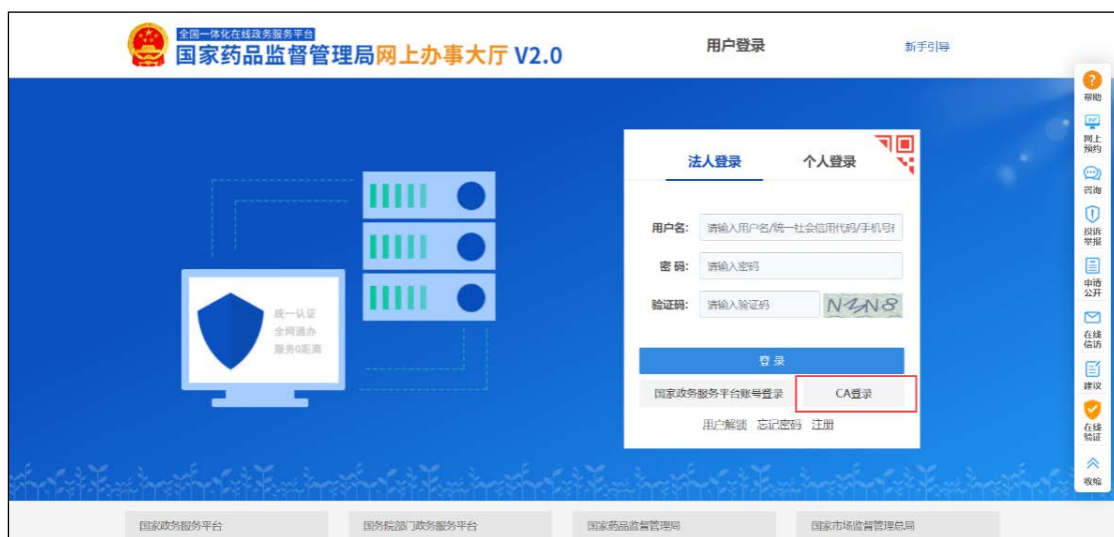 全国一体化在线政务服务平台
国家药品监督管理局网上办事大厅 V2.0
用户登录
新手引导
法人登录
个人登录
用户名:
请输入用户名/统一社会信用代码/手机号
密 码:
请输入密码
验证码:
请输入验证码
登 录
国家政务服务平台账号登录
CA登录
用户解锁 忘记密码 注册
统一认证
全网通办
服务0距离
帮助
网上
预约
咨询
投诉
举报
申请
公开
在线
信访
建议
在线
验证
收缩
国家政务服务平台
国务院部门政务服务平台
国家药品监督管理局
国家市场监督管理总局